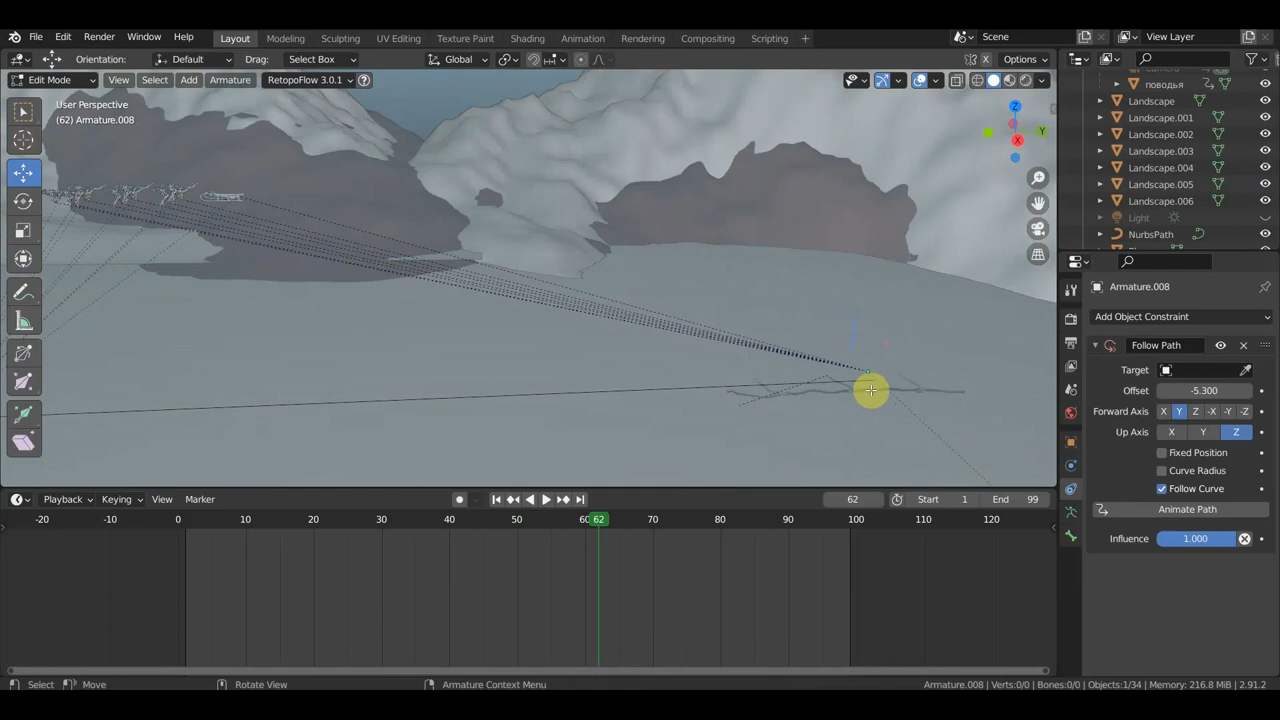 File Edit Render Window Help Layout Modeling Sculpting UV Editing Texture Paint Shading Animation Rendering Compositing Scripting + Scene View Layer
Orientation: Default Drag: Select Box Global Options
Edit Mode View Select Add Armature RetopoFlow 3.0.1 ?
X
User Perspective
(62) Armature.008
Z
Y
X
поводья
Landscape
Landscape.001
Landscape.002
Landscape.003
Landscape.004
Landscape.005
Landscape.006
Light
NurbsPath
Armature.008
Add Object Constraint
Follow Path
Target
Offset -5.300
Forward Axis X Y Z -X -Y -Z
Up Axis X Y Z
Fixed Position
Curve Radius
Follow Curve
Animate Path
Influence 1.000
Playback Keying View Marker 62 Start 1 End 99
-20 -10 0 10 20 30 40 50 60 62 70 80 90 100 110 120
Select Move Rotate View Armature Context Menu Armature.008 | Verts:0/0 | Bones:0/0 | Objects:1/34 | Memory: 216.8 MiB | 2.91.2